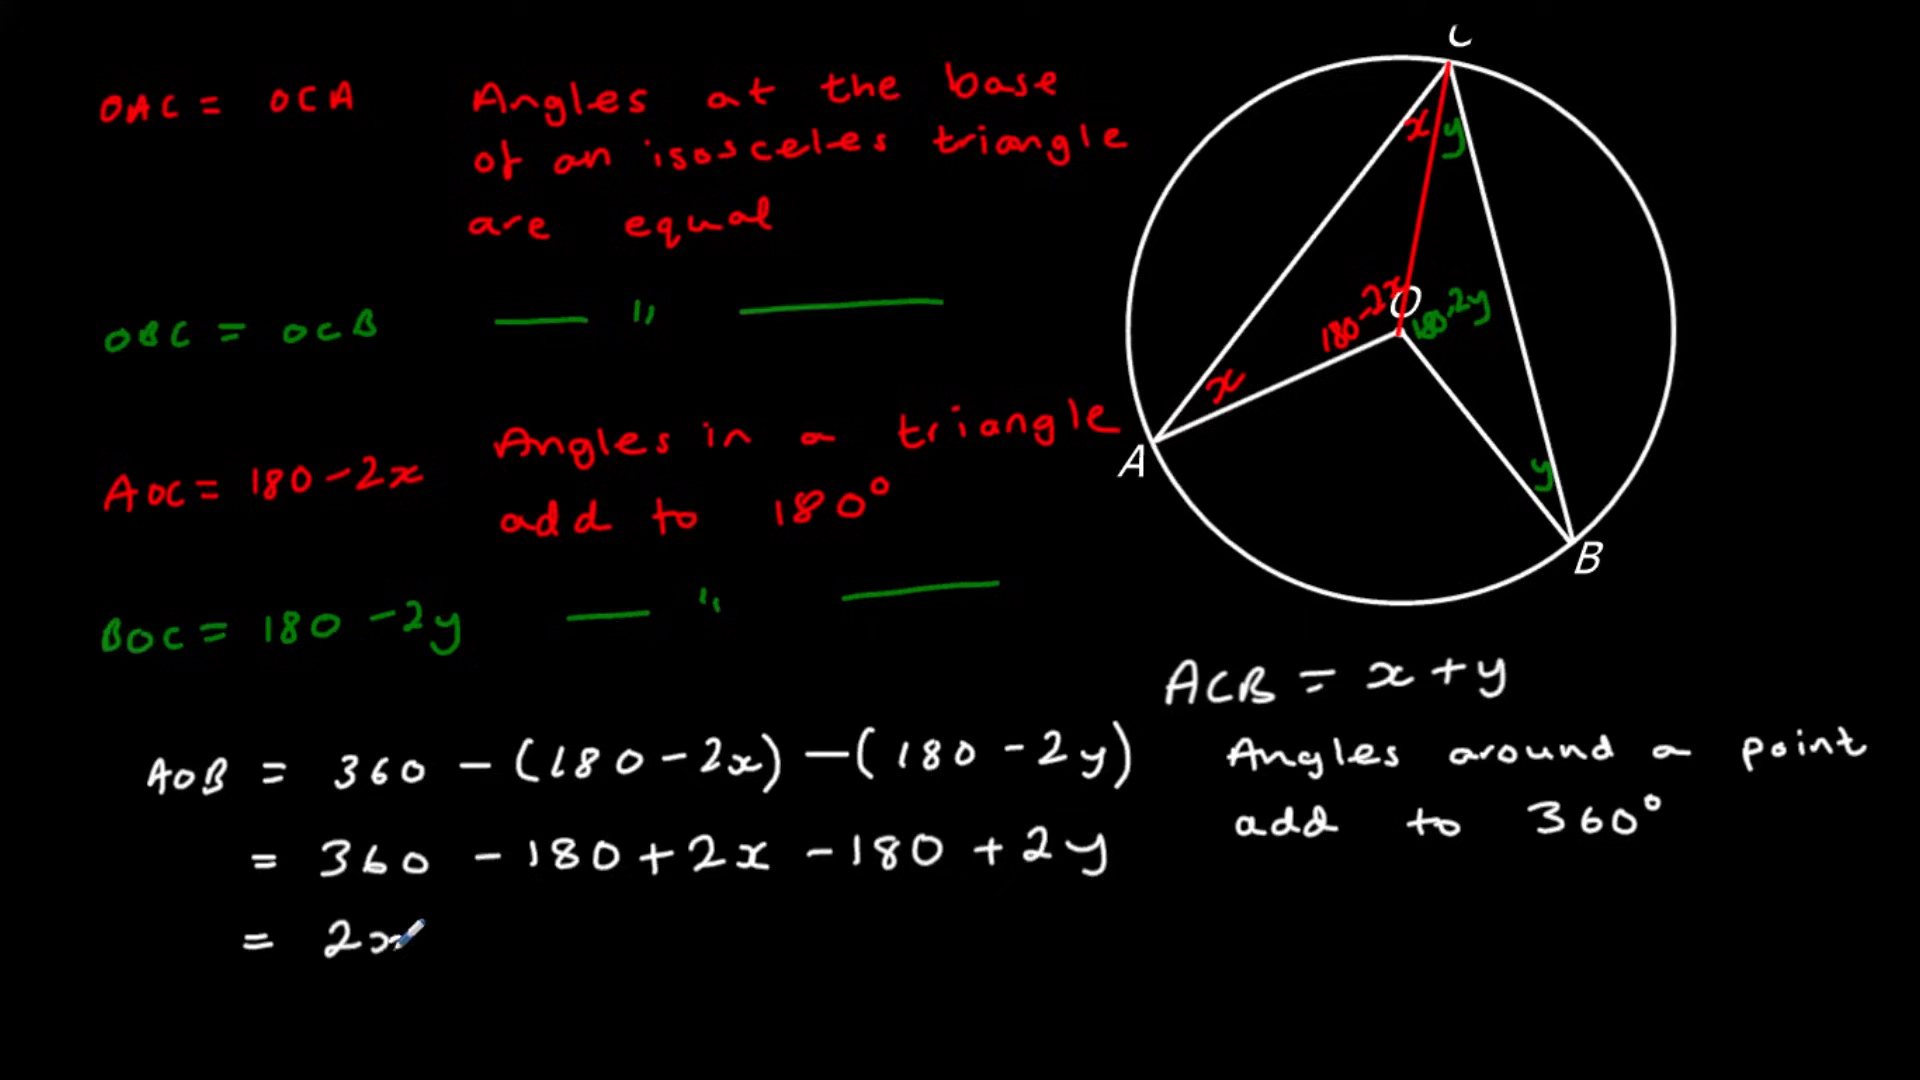 OAC = OCA Angles at the base
of an isosceles triangle
are equal
OBC = OCB — " —
AOC = 180 - 2x Angles in a triangle
add to 180°
BOC = 180 - 2y — " —
AOB = 360 - (180 - 2x) - (180 - 2y)
= 360 - 180 + 2x - 180 + 2y
= 2x
C
x y
180-2x O 180-2y
x
A
y
B
ACB = x + y
Angles around a point
add to 360°